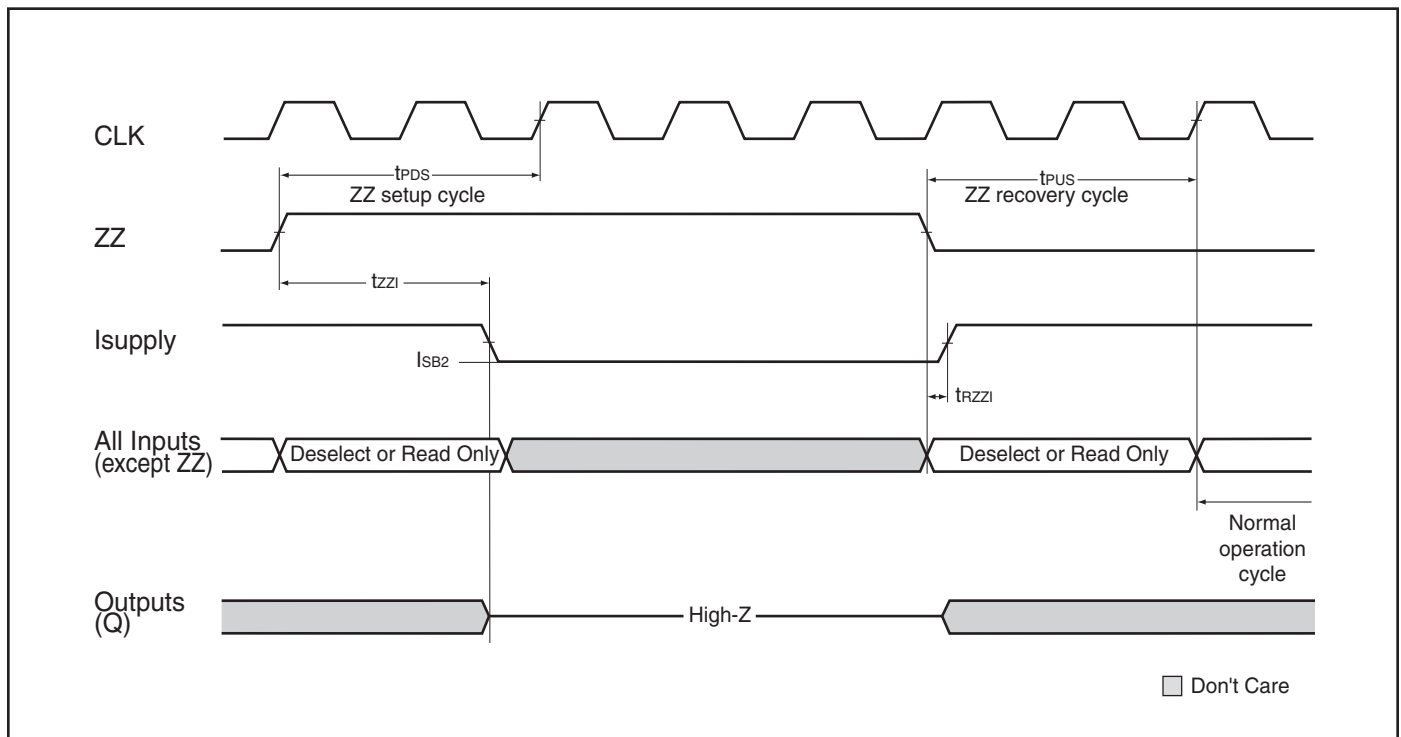 CLK
tPDS
ZZ setup cycle
tPUS
ZZ recovery cycle
ZZ
tZZI
Isupply
ISB2
tRZZI
All Inputs
(except ZZ)
Deselect or Read Only
Deselect or Read Only
Normal
operation
cycle
Outputs
(Q)
High-Z
Don't Care